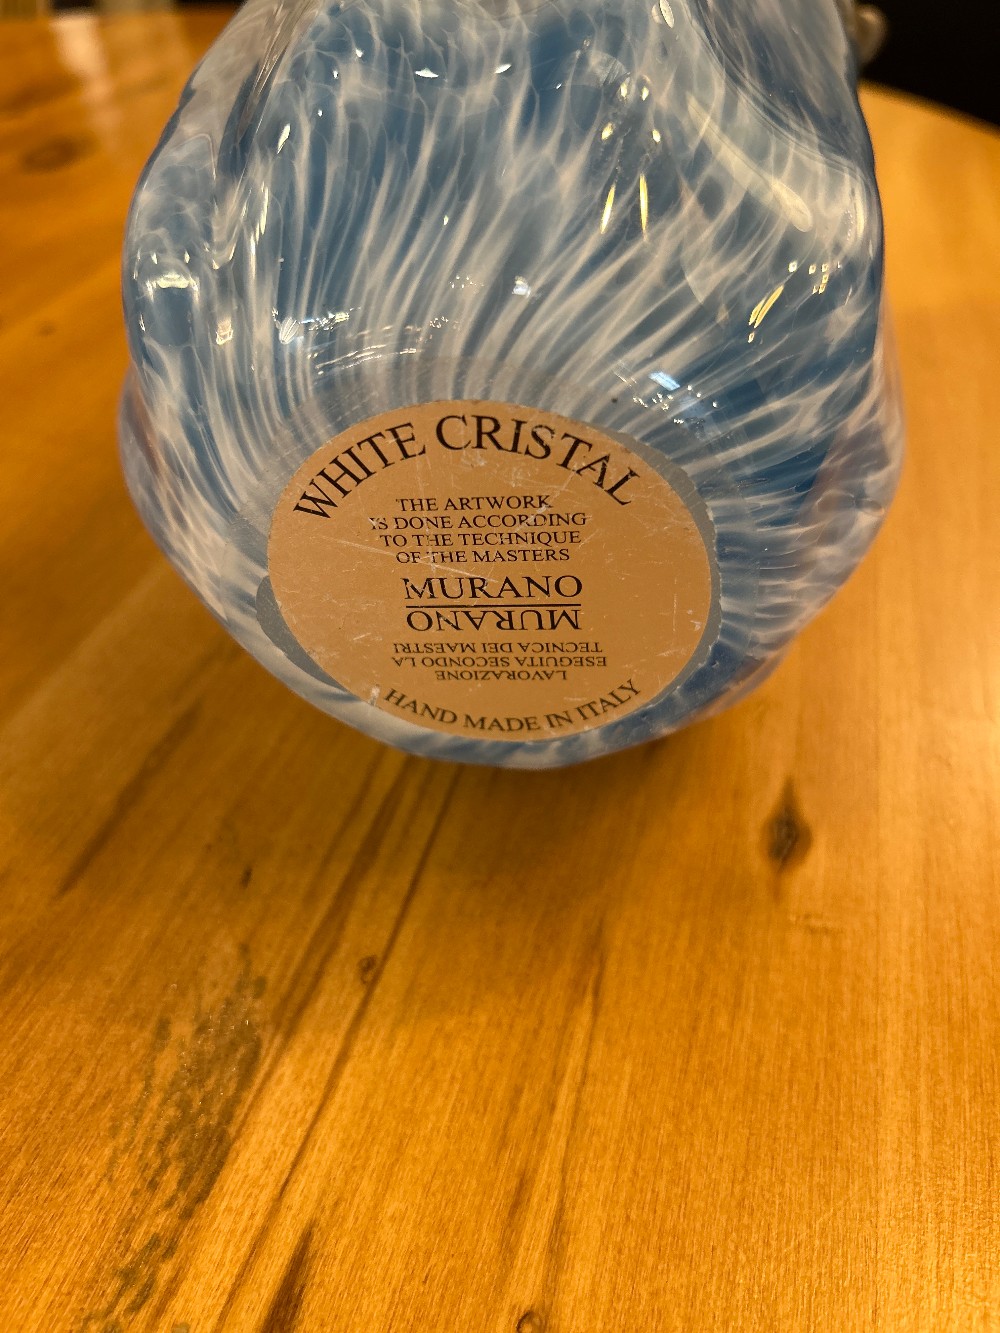 WHITE CRISTAL
THE ARTWORK
IS DONE ACCORDING
TO THE TECHNIQUE
OF THE MASTERS
MURANO
MURANO
LAVORAZIONE
ESEGUITA SECONDO LA
TECNICA DEI MAESTRI
HAND MADE IN ITALY